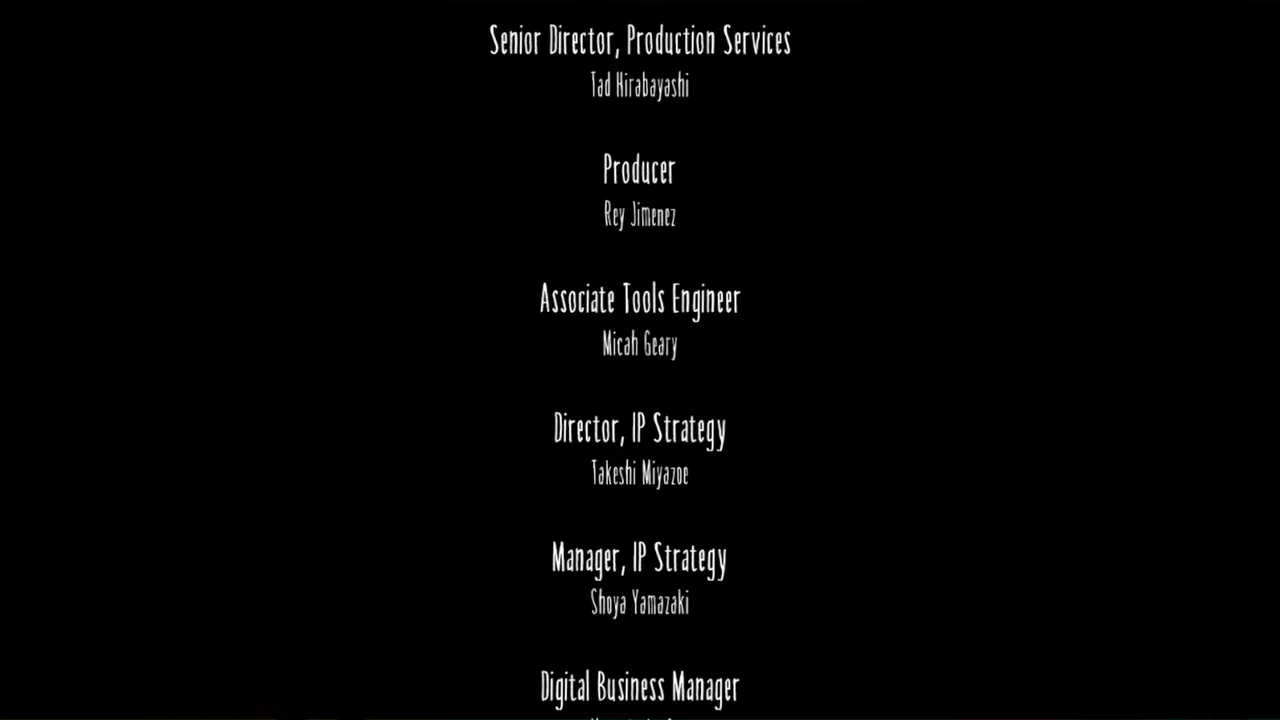 Senior Director, Production Services
Tad Hirabayashi
Producer
Rey Jimenez
Associate Tools Engineer
Micah Geary
Director, IP Strategy
Takeshi Miyazoe
Manager, IP Strategy
Shoya Yamazaki
Digital Business Manager